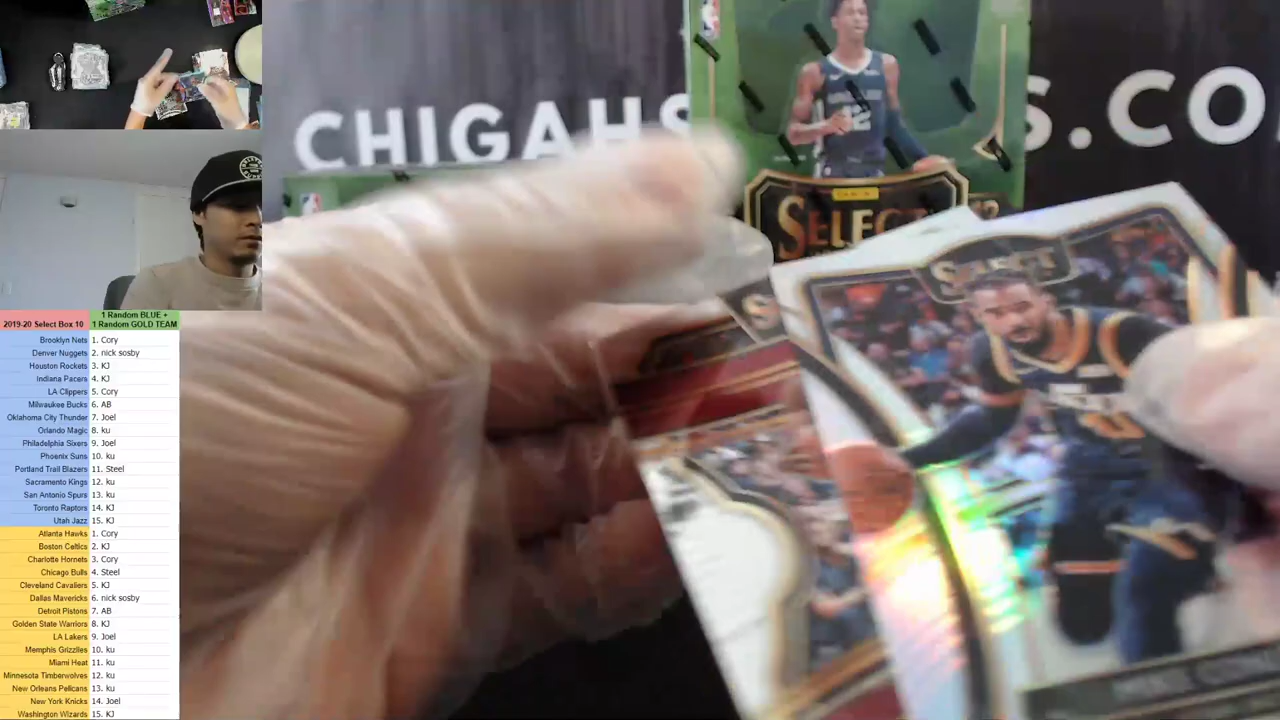 CHIGAHS
S.CO
SELECT
SELECT
2019-20 Select Box 10
1 Random BLUE +
1 Random GOLD TEAM
Brooklyn Nets 1. Cory
Denver Nuggets 2. nick sosby
Houston Rockets 3. KJ
Indiana Pacers 4. KJ
LA Clippers 5. Cory
Milwaukee Bucks 6. AB
Oklahoma City Thunder 7. Joel
Orlando Magic 8. ku
Philadelphia Sixers 9. Joel
Phoenix Suns 10. ku
Portland Trail Blazers 11. Steel
Sacramento Kings 12. ku
San Antonio Spurs 13. ku
Toronto Raptors 14. KJ
Utah Jazz 15. KJ
Atlanta Hawks 1. Cory
Boston Celtics 2. KJ
Charlotte Hornets 3. Cory
Chicago Bulls 4. Steel
Cleveland Cavaliers 5. KJ
Dallas Mavericks 6. nick sosby
Detroit Pistons 7. AB
Golden State Warriors 8. KJ
LA Lakers 9. Joel
Memphis Grizzlies 10. ku
Miami Heat 11. ku
Minnesota Timberwolves 12. ku
New Orleans Pelicans 13. ku
New York Knicks 14. Joel
Washington Wizards 15. KJ